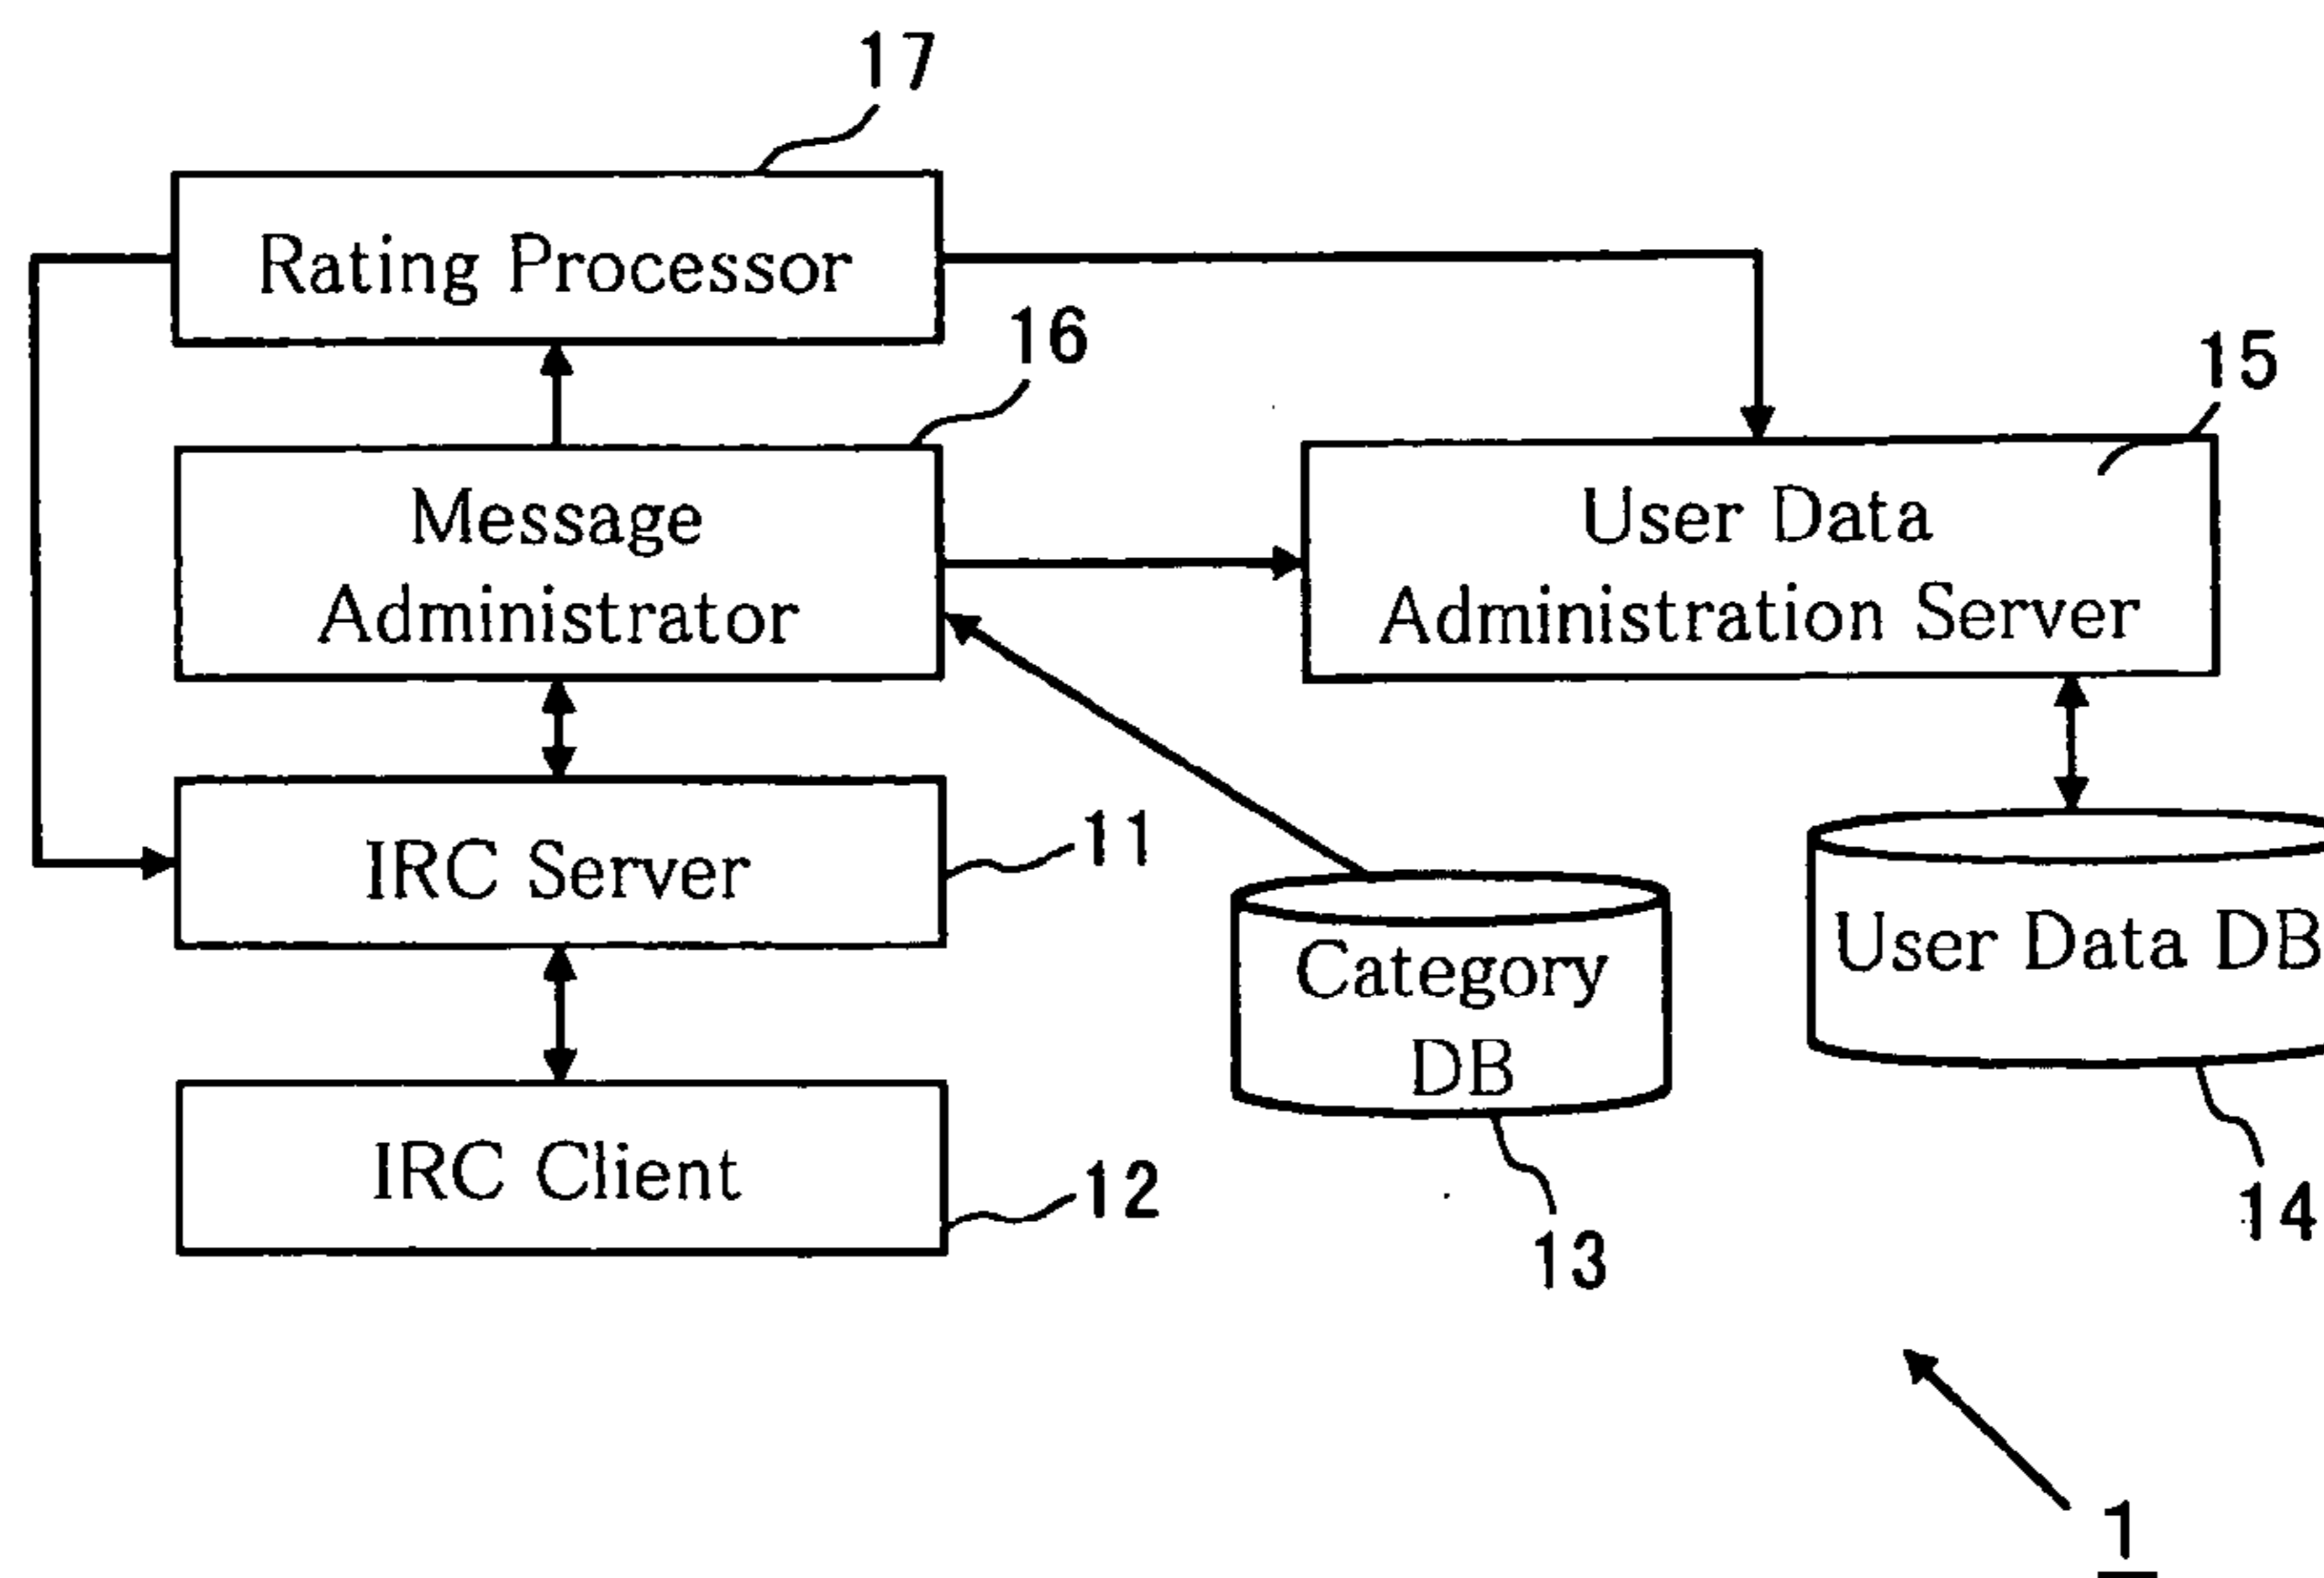 17
Rating Processor
16
15
Message
Administrator
User Data
Administration Server
11
IRC Server
Category
DB
User Data DB
IRC Client
12
13
14
1